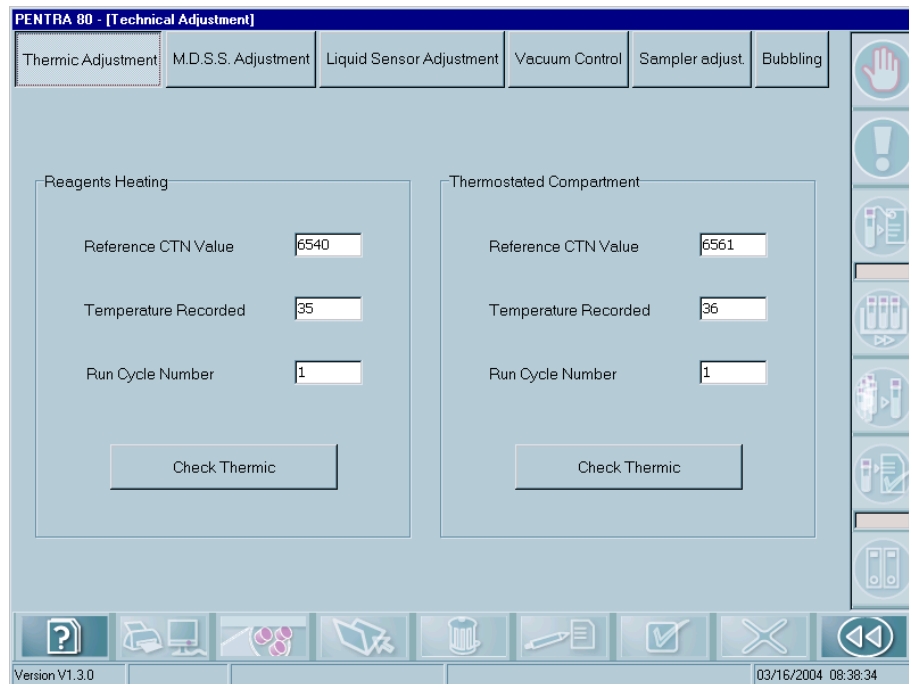 PENTRA 80 - [Technical Adjustment]
Thermic Adjustment M.D.S.S. Adjustment Liquid Sensor Adjustment Vacuum Control Sampler adjust. Bubbling
Reagents Heating
Reference CTN Value 6540
Temperature Recorded 35
Run Cycle Number 1
Check Thermic
Thermostated Compartment
Reference CTN Value 6561
Temperature Recorded 36
Run Cycle Number 1
Check Thermic
Version V1.3.0 03/16/2004 08:38:34